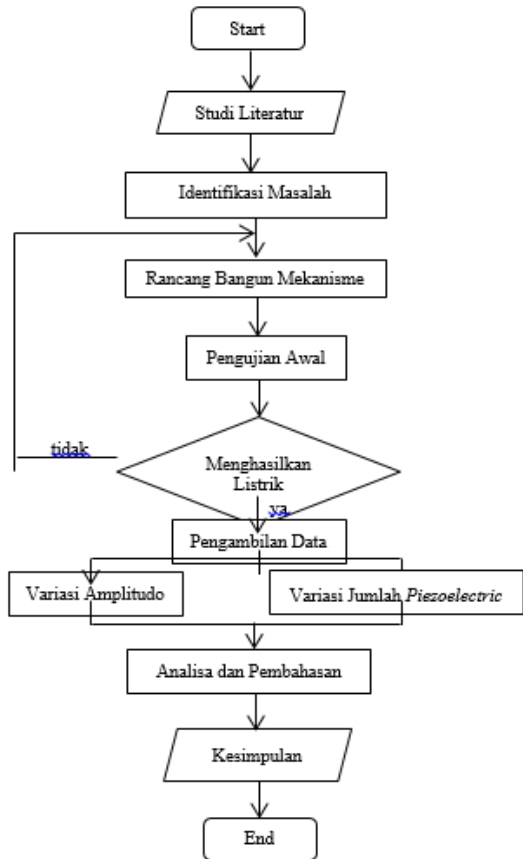 Start
Studi Literatur
Identifikasi Masalah
Rancang Bangun Mekanisme
Pengujian Awal
tidak
Menghasilkan
Listrik
ya
Pengambilan Data
Variasi Amplitudo
Variasi Jumlah Piezoelectric
Analisa dan Pembahasan
Kesimpulan
End